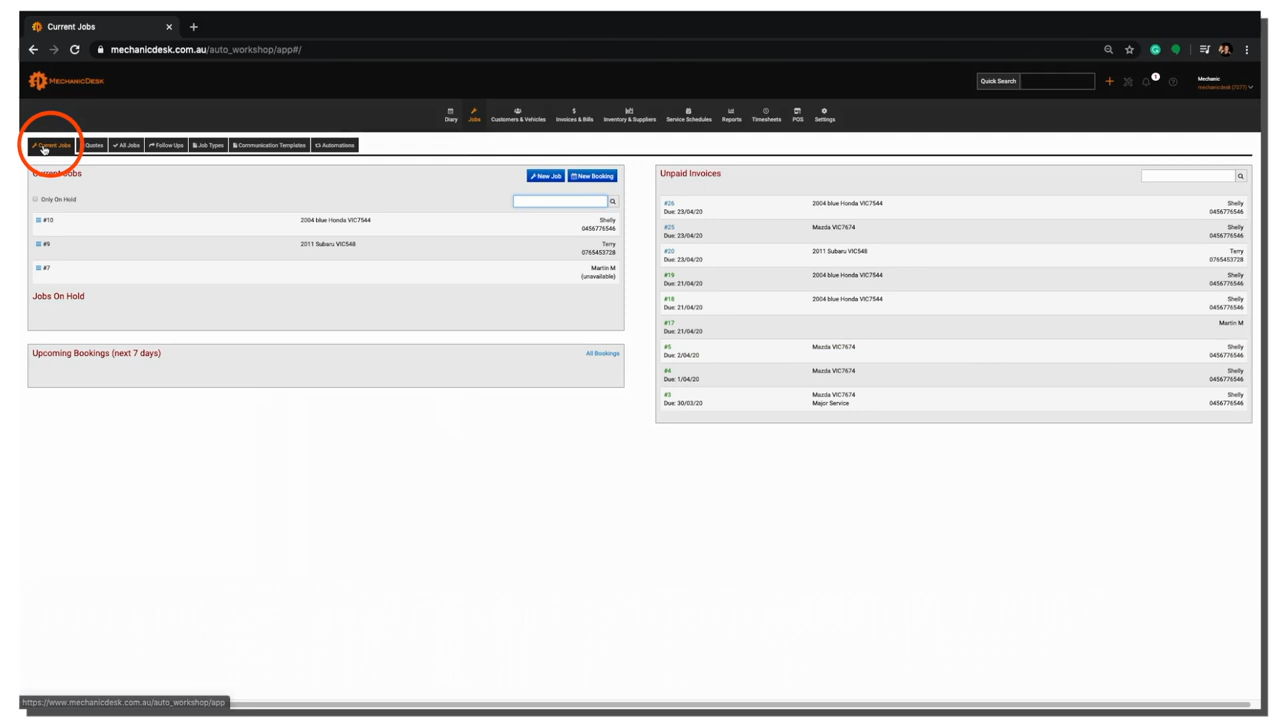 Current Jobs
mechanicdesk.com.au/auto_workshop/app#/
MECHANICDESK
Quick Search
1
Mechanic
mechanicdesk (7377)
Diary
Jobs
Customers & Vehicles
Invoices & Bills
Inventory & Suppliers
Service Schedules
Reports
Timesheets
POS
Settings
Current Jobs
Quotes
All Jobs
Follow Ups
Job Types
Communication Templates
Automations
Current Jobs
New Job
New Booking
Only On Hold
#10 2004 blue Honda VIC7544 Shelly
0456776546
#9 2011 Subaru VIC548 Terry
0765453728
#7 Martin M
(unavailable)
Jobs On Hold
Upcoming Bookings (next 7 days)
All Bookings
Unpaid Invoices
#26 2004 blue Honda VIC7544 Shelly
Due: 23/04/20 0456776546
#25 Mazda VIC7674 Shelly
Due: 23/04/20 0456776546
#20 2011 Subaru VIC548 Terry
Due: 23/04/20 0765453728
#19 2004 blue Honda VIC7544 Shelly
Due: 21/04/20 0456776546
#18 2004 blue Honda VIC7544 Shelly
Due: 21/04/20 0456776546
#17 Martin M
Due: 21/04/20
#5 Mazda VIC7674 Shelly
Due: 2/04/20 0456776546
#4 Mazda VIC7674 Shelly
Due: 1/04/20 0456776546
#3 Mazda VIC7674 Shelly
Due: 30/03/20 Major Service 0456776546
https://www.mechanicdesk.com.au/auto_workshop/app